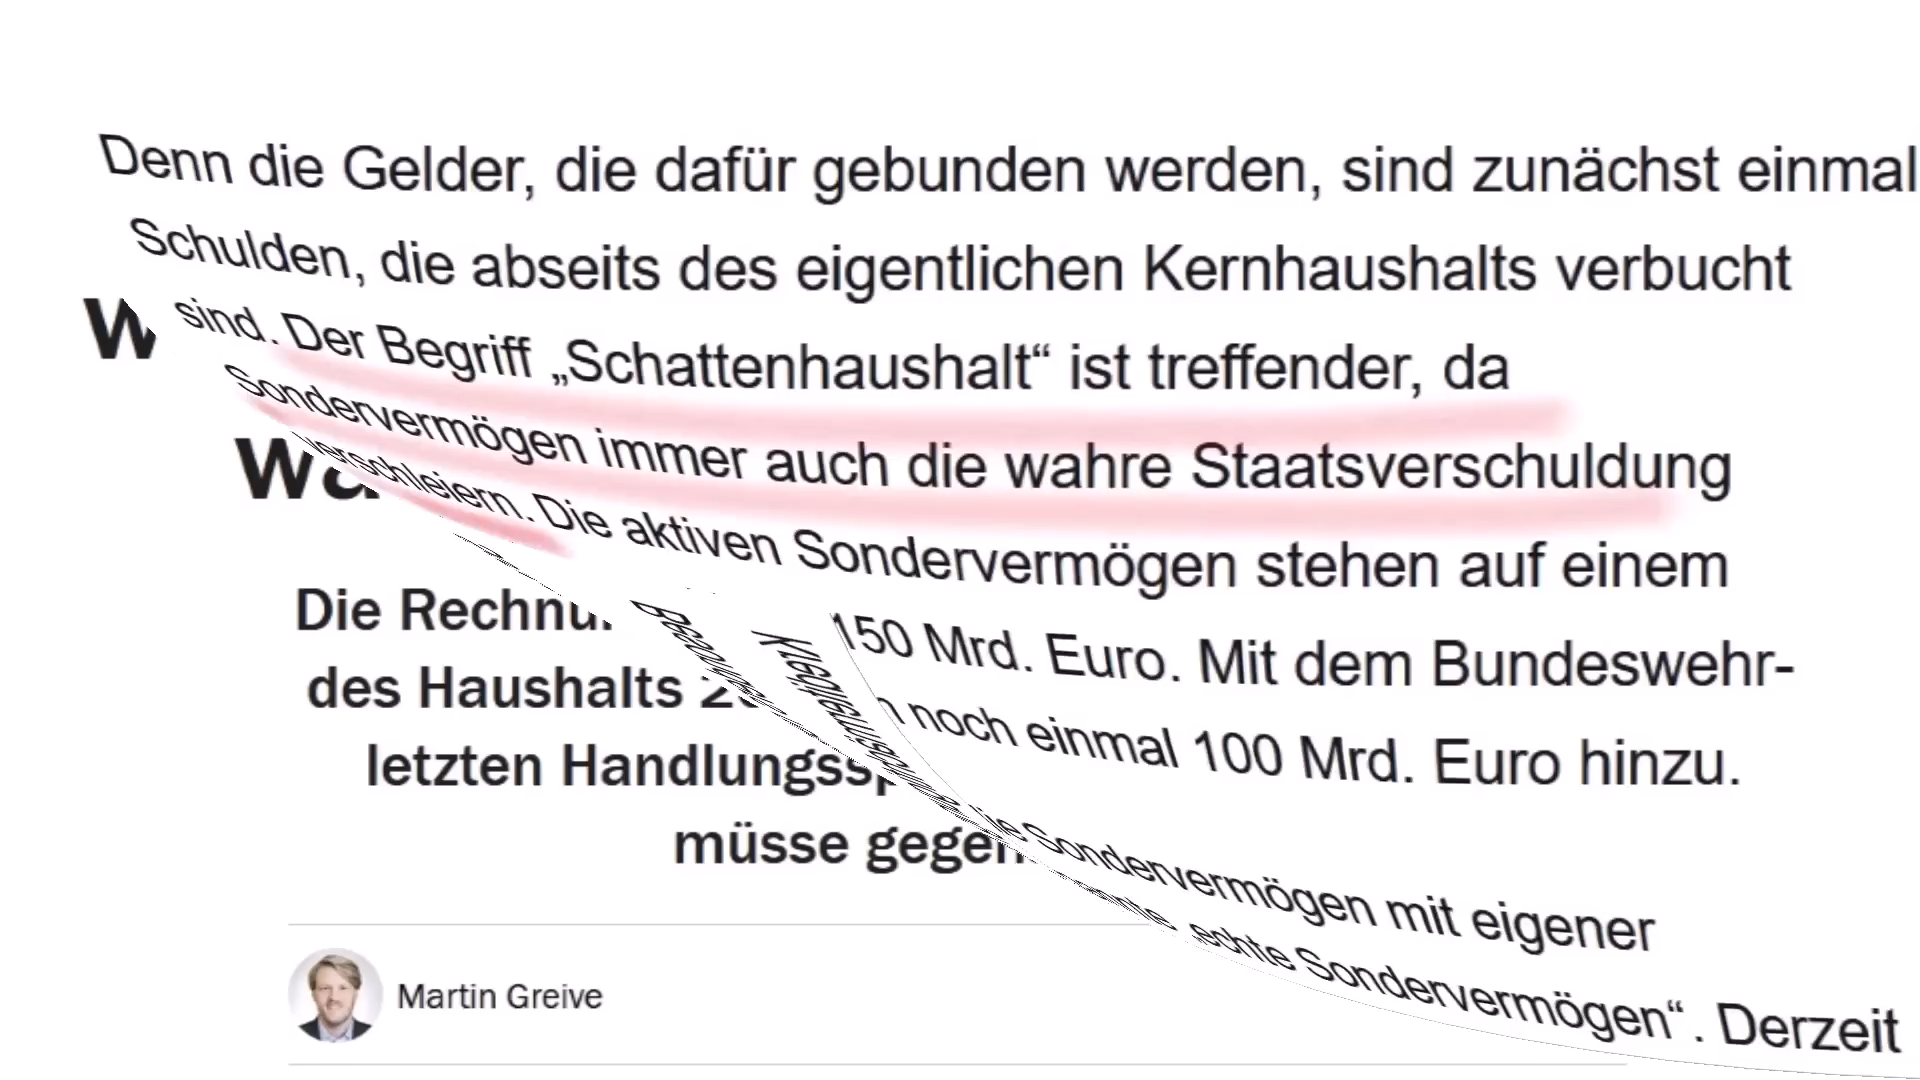 Denn die Gelder, die dafür gebunden werden, sind zunächst einmal
Schulden, die abseits des eigentlichen Kernhaushalts verbucht
sind. Der Begriff „Schattenhaushalt“ ist treffender, da
Sondervermögen immer auch die wahre Staatsverschuldung
verschleiern. Die aktiven Sondervermögen stehen auf einem
150 Mrd. Euro. Mit dem Bundeswehr-
noch einmal 100 Mrd. Euro hinzu.
Sondervermögen mit eigener
echte Sondervermögen“. Derzeit
Die
des Haushalts
letzten
müsse
Martin Greive